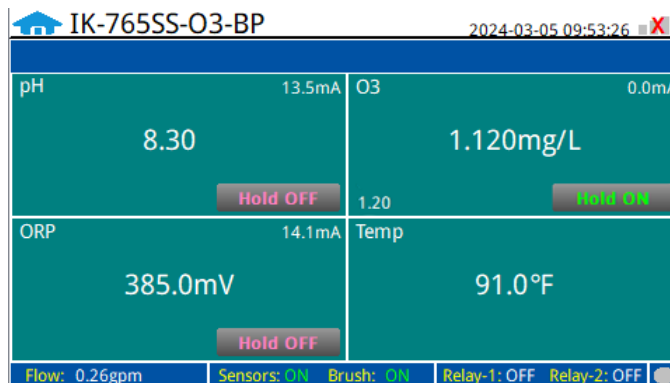 IK-765SS-O3-BP 2024-03-05 09:53:26 X
pH 13.5mA O3 0.0mA
8.30 1.120mg/L
Hold OFF 1.20 Hold ON
ORP 14.1mA Temp
385.0mV 91.0°F
Hold OFF
Flow: 0.26gpm Sensors: ON Brush: ON Relay-1: OFF Relay-2: OFF